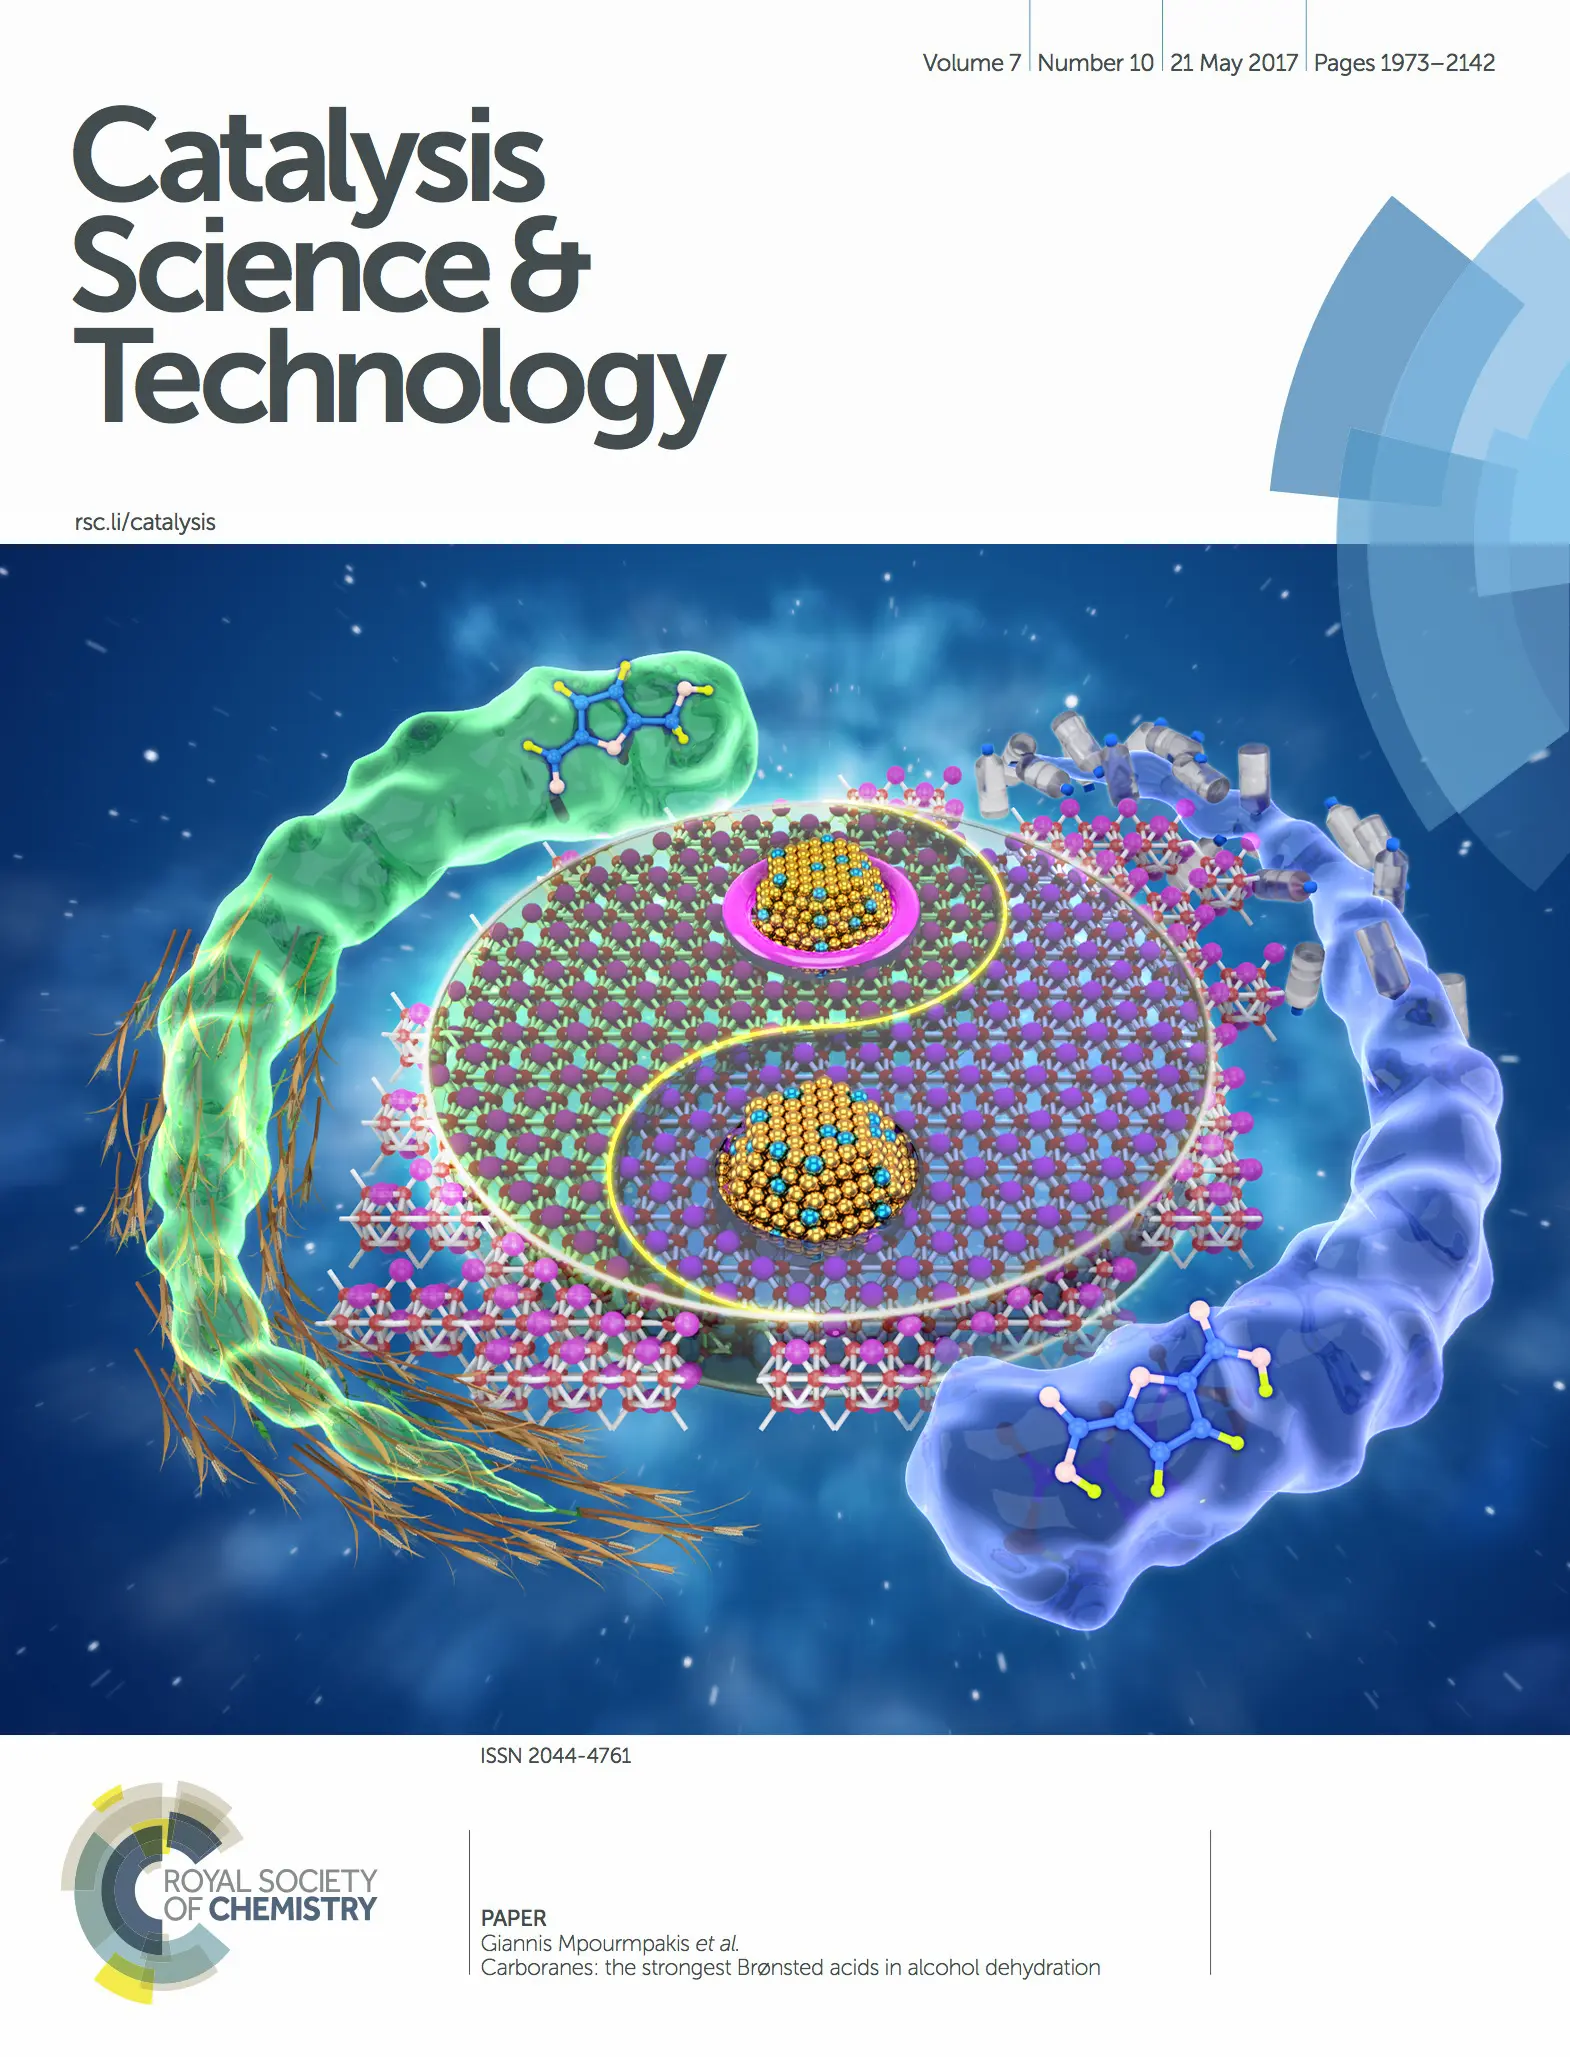 Volume 7 | Number 10 | 21 May 2017 | Pages 1973–2142
Catalysis
Science &
Technology
rsc.li/catalysis
ISSN 2044-4761
ROYAL SOCIETY
OF CHEMISTRY
PAPER
Giannis Mpourmpakis et al.
Carboranes: the strongest Brønsted acids in alcohol dehydration